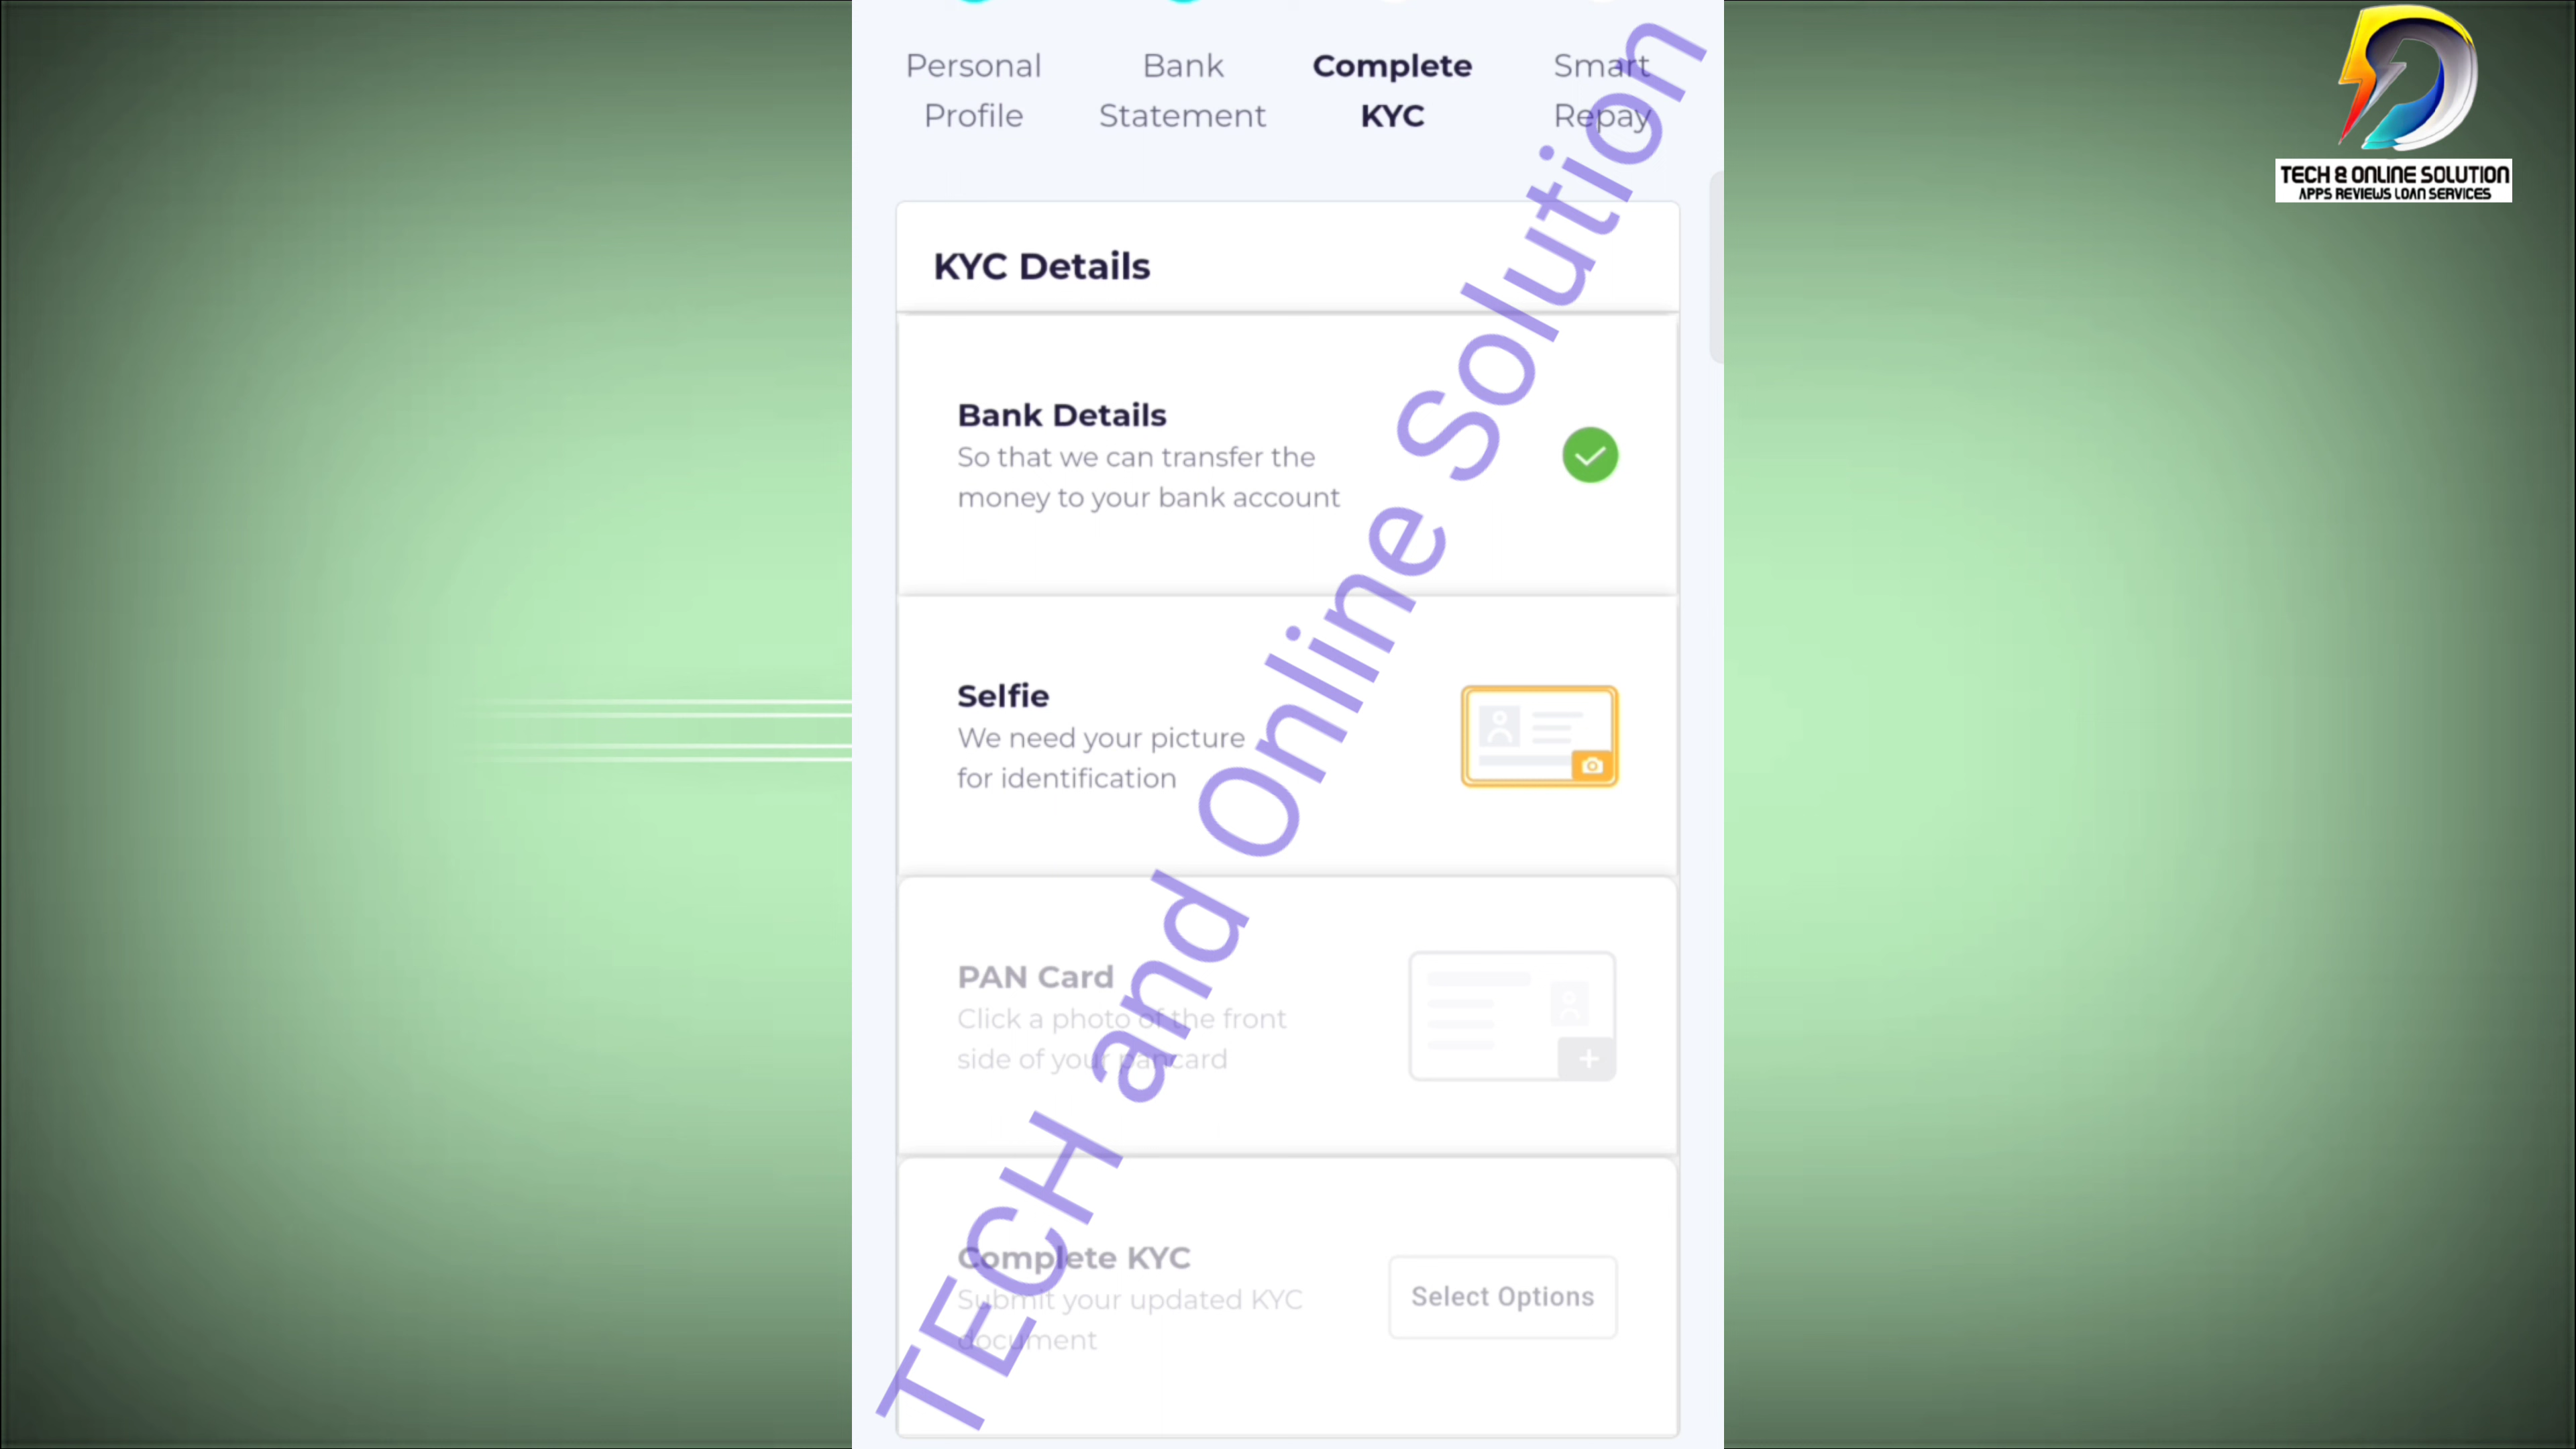 Personal
Profile
Bank
Statement
Complete
KYC
Smart
Repay
KYC Details
Bank Details
So that we can transfer the
money to your bank account
Selfie
We need your picture
for identification
PAN Card
Click a photo of the front
side of your pancard
Complete KYC
Submit your updated KYC
document
Select Options
TECH and Online Solution
TECH & ONLINE SOLUTION
APPS REVIEWS LOAN SERVICES